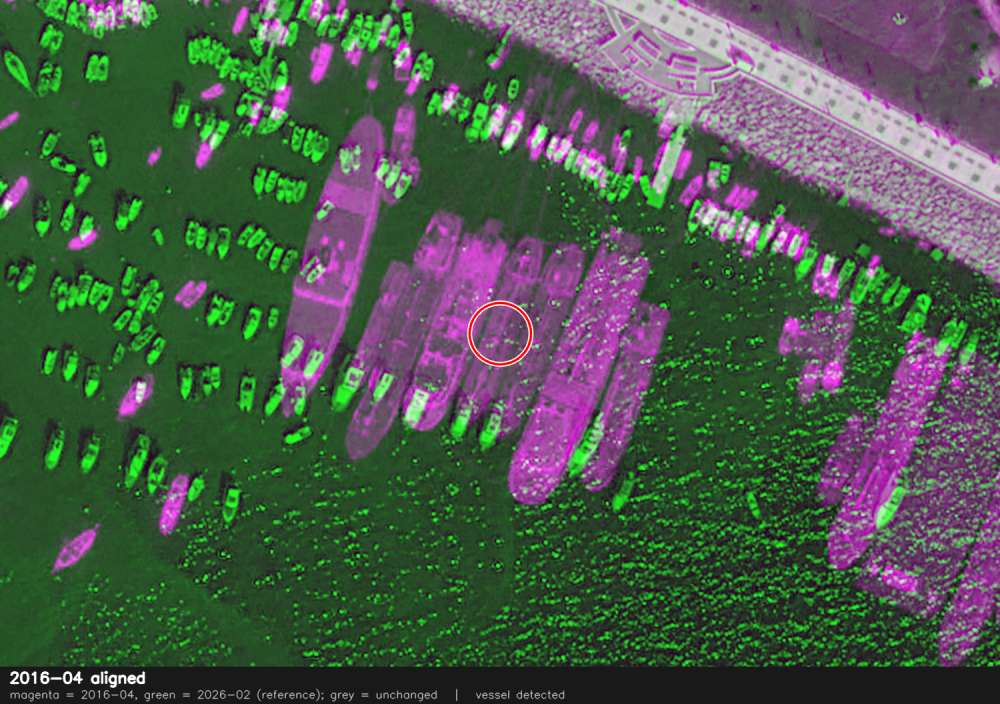 2016-04 aligned
magenta = 2016-04, green = 2026-02 (reference); grey = unchanged | vessel detected